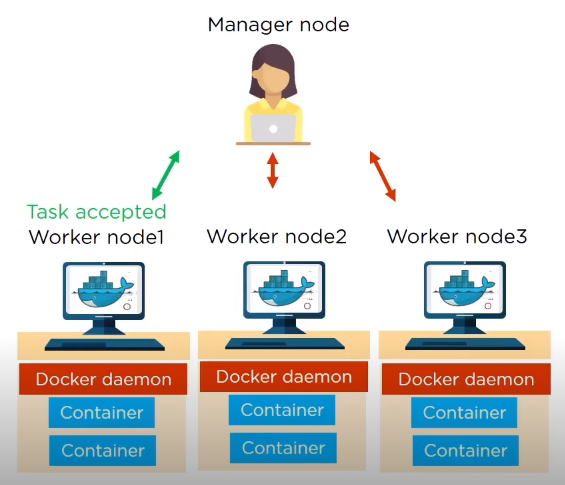 Manager node
Task accepted
Worker node1
Worker node2
Worker node3
Docker daemon
Docker daemon
Docker daemon
Container
Container
Container
Container
Container
Container